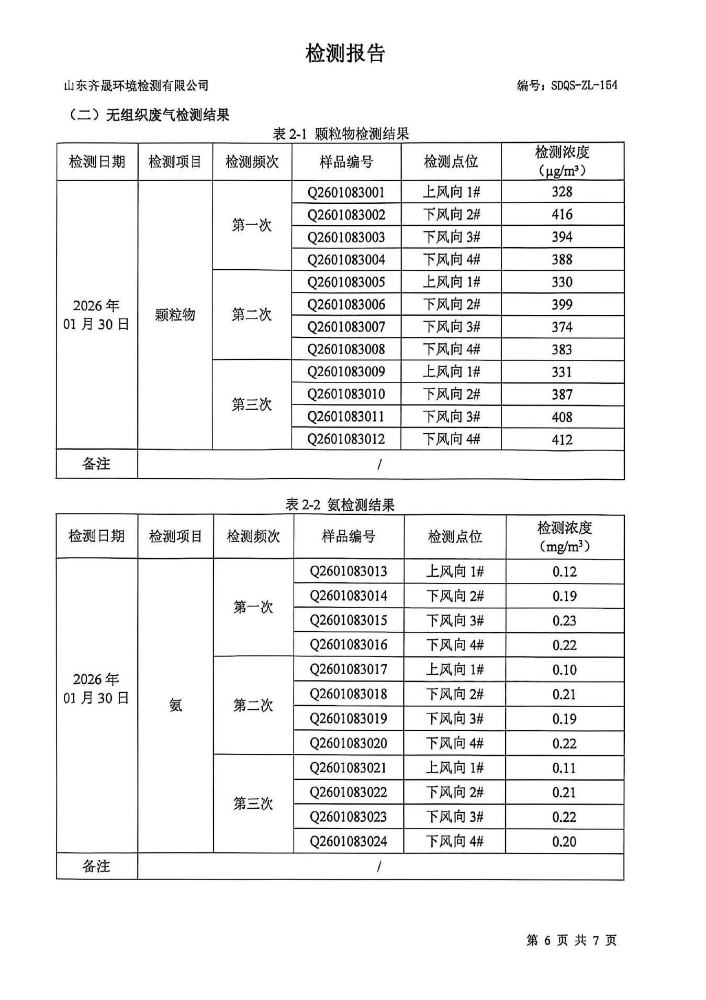 检测报告
山东齐晟环境检测有限公司 编号：SDQS-ZL-154
（二）无组织废气检测结果
表 2-1 颗粒物检测结果
检测日期 检测项目 检测频次 样品编号 检测点位 检测浓度（μg/m³）
2026 年 01 月 30 日 颗粒物 第一次 Q2601083001 上风向 1# 328
Q2601083002 下风向 2# 416
Q2601083003 下风向 3# 394
Q2601083004 下风向 4# 388
第二次 Q2601083005 上风向 1# 330
Q2601083006 下风向 2# 399
Q2601083007 下风向 3# 374
Q2601083008 下风向 4# 383
第三次 Q2601083009 上风向 1# 331
Q2601083010 下风向 2# 387
Q2601083011 下风向 3# 408
Q2601083012 下风向 4# 412
备注 /
表 2-2 氨检测结果
检测日期 检测项目 检测频次 样品编号 检测点位 检测浓度（mg/m³）
2026 年 01 月 30 日 氨 第一次 Q2601083013 上风向 1# 0.12
Q2601083014 下风向 2# 0.19
Q2601083015 下风向 3# 0.23
Q2601083016 下风向 4# 0.22
第二次 Q2601083017 上风向 1# 0.10
Q2601083018 下风向 2# 0.21
Q2601083019 下风向 3# 0.19
Q2601083020 下风向 4# 0.22
第三次 Q2601083021 上风向 1# 0.11
Q2601083022 下风向 2# 0.21
Q2601083023 下风向 3# 0.22
Q2601083024 下风向 4# 0.20
备注 /
第 6 页 共 7 页